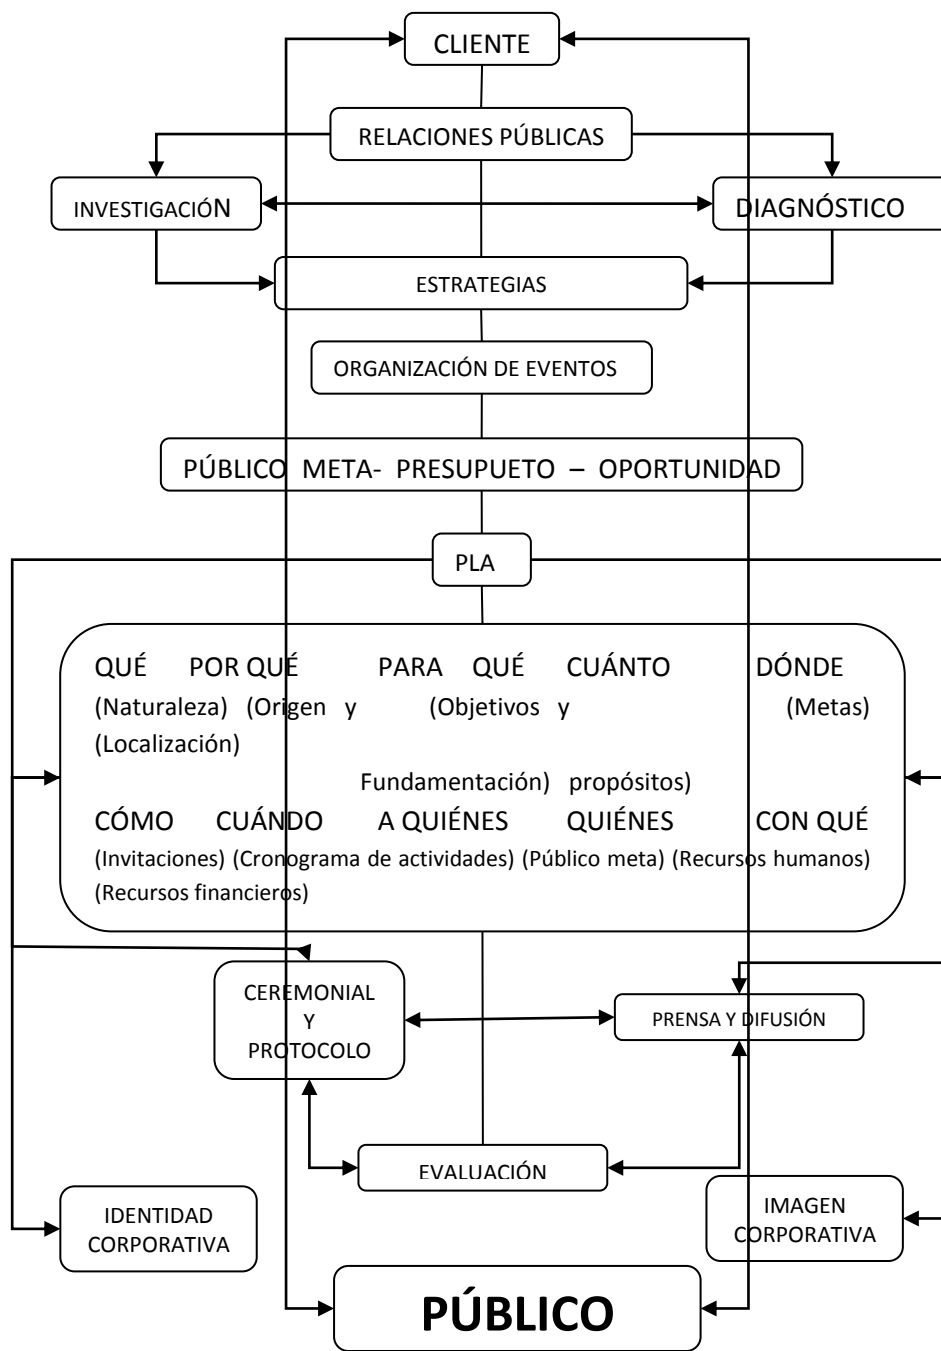 CLIENTE
RELACIONES PÚBLICAS
INVESTIGACIÓN
DIAGNÓSTICO
ESTRATEGIAS
ORGANIZACIÓN DE EVENTOS
PÚBLICO META- PRESUPUETO – OPORTUNIDAD
PLA
QUÉ POR QUÉ PARA QUÉ CUÁNTO DÓNDE
(Naturaleza) (Origen y (Objetivos y (Metas)
(Localización)
Fundamentación) propósitos)
CÓMO CUÁNDO A QUIÉNES QUIÉNES CON QUÉ
(Invitaciones) (Cronograma de actividades) (Público meta) (Recursos humanos)
(Recursos financieros)
CEREMONIAL
Y
PROTOCOLO
PRENSA Y DIFUSIÓN
EVALUACIÓN
IDENTIDAD
CORPORATIVA
IMAGEN
CORPORATIVA
PÚBLICO